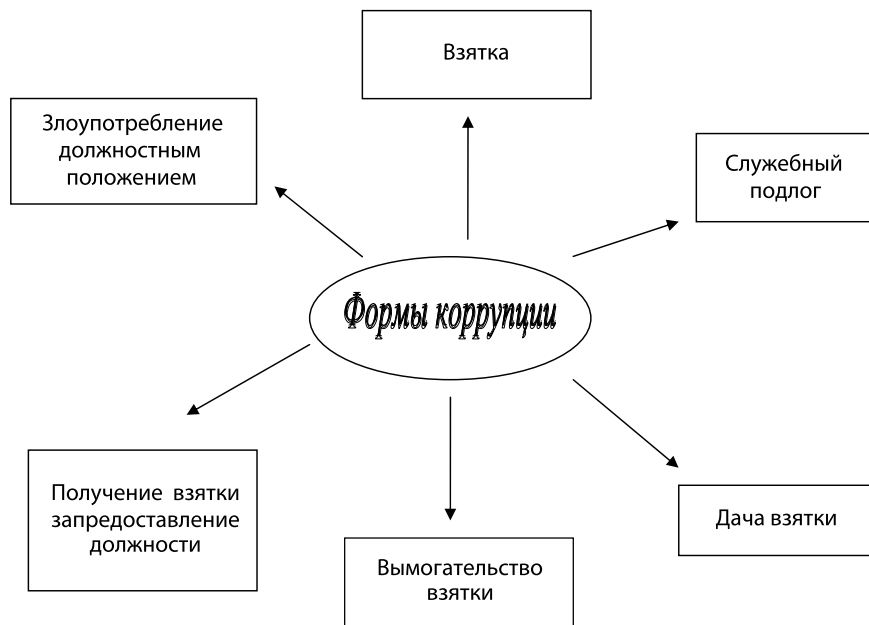 Взятка
Злоупотребление
должностным
положением
Служебный
подлог
Формы коррупции
Получение взятки
запредоставление
должности
Вымогательство
взятки
Дача взятки